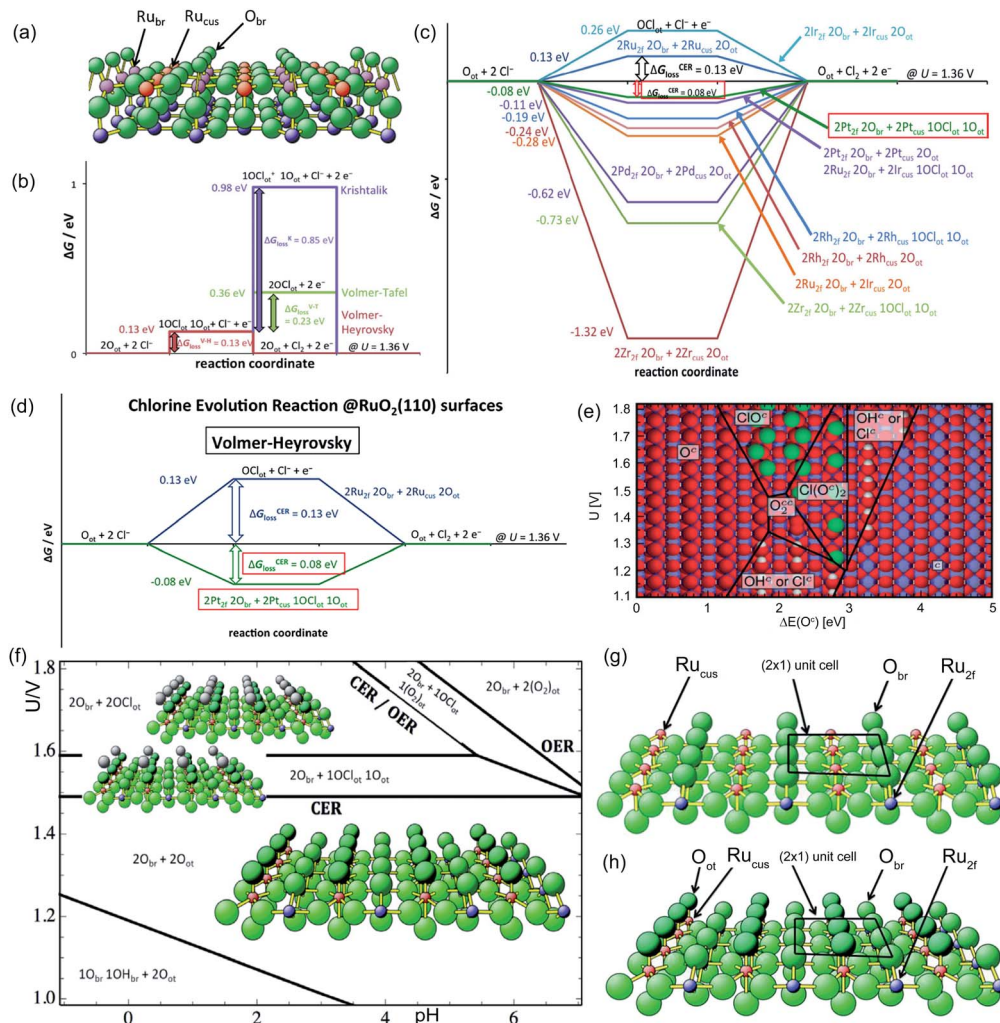 (a)
Ru_br
Ru_cus
O_br
(b)
ΔG / eV
1
0
0.98 eV
1OCl_ot⁺ 1O_ot + Cl⁻ + 2 e⁻
Krishtalik
ΔG_loss^K = 0.85 eV
0.36 eV
2OCl_ot + 2 e⁻
Volmer-Tafel
ΔG_loss^V-T
= 0.23 eV
Volmer-
Heyrovsky
0.13 eV
1OCl_ot 1O_ot + Cl⁻ + e⁻
2O_ot + 2 Cl⁻
ΔG_loss^V-H = 0.13 eV
2O_ot + Cl₂ + 2 e⁻
@ U = 1.36 V
reaction coordinate
(c)
ΔG / eV
0.26 eV
OCl_ot + Cl⁻ + e⁻
2Ir_2f 2O_br + 2Ir_cus 2O_ot
0.13 eV
2Ru_2f 2O_br + 2Ru_cus 2O_ot
ΔG_loss^CER = 0.13 eV
O_ot + 2 Cl⁻
O_ot + Cl₂ + 2 e⁻
@ U = 1.36 V
-0.08 eV
ΔG_loss^CER = 0.08 eV
-0.11 eV
-0.19 eV
-0.24 eV
-0.28 eV
2Pt_2f 2O_br + 2Pt_cus 1OCl_ot 1O_ot
2Pt_2f 2O_br + 2Pt_cus 2O_ot
2Ru_2f 2O_br + 2Ir_cus 1OCl_ot 1O_ot
2Pd_2f 2O_br + 2Pd_cus 2O_ot
-0.62 eV
-0.73 eV
2Rh_2f 2O_br + 2Rh_cus 1OCl_ot 1O_ot
2Rh_2f 2O_br + 2Rh_cus 2O_ot
2Ru_2f 2O_br + 2Ir_cus 2O_ot
2Zr_2f 2O_br + 2Zr_cus 1OCl_ot 1O_ot
-1.32 eV
2Zr_2f 2O_br + 2Zr_cus 2O_ot
reaction coordinate
(d)
Chlorine Evolution Reaction @RuO₂(110) surfaces
Volmer-Heyrovsky
ΔG / eV
0.13 eV
OCl_ot + Cl⁻ + e⁻
2Ru_2f 2O_br + 2Ru_cus 2O_ot
ΔG_loss^CER = 0.13 eV
O_ot + 2 Cl⁻
O_ot + Cl₂ + 2 e⁻
@ U = 1.36 V
ΔG_loss^CER = 0.08 eV
-0.08 eV
2Pt_2f 2O_br + 2Pt_cus 1OCl_ot 1O_ot
reaction coordinate
(e)
U [V]
1.8
1.7
1.6
1.5
1.4
1.3
1.2
1.1
ClO^c
OH^c or
Cl^c
O^c
Cl(O^c)₂
O₂^cc
OH^c or Cl^c
c
0 1 2 3 4 5
ΔE(O^c) [eV]
(f)
U/V
1.8
1.6
1.4
1.2
1.0
2O_br + 2OCl_ot
CER / OER
2O_br + 1OCl_ot
1(O₂)_ot
2O_br + 2(O₂)_ot
OER
2O_br + 1OCl_ot 1O_ot
CER
2O_br + 2O_ot
1O_br 1OH_br + 2O_ot
0 2 4 6
pH
(g)
Ru_cus
(2x1) unit cell
O_br
Ru_2f
(h)
O_ot
Ru_cus
(2x1) unit cell
O_br
Ru_2f